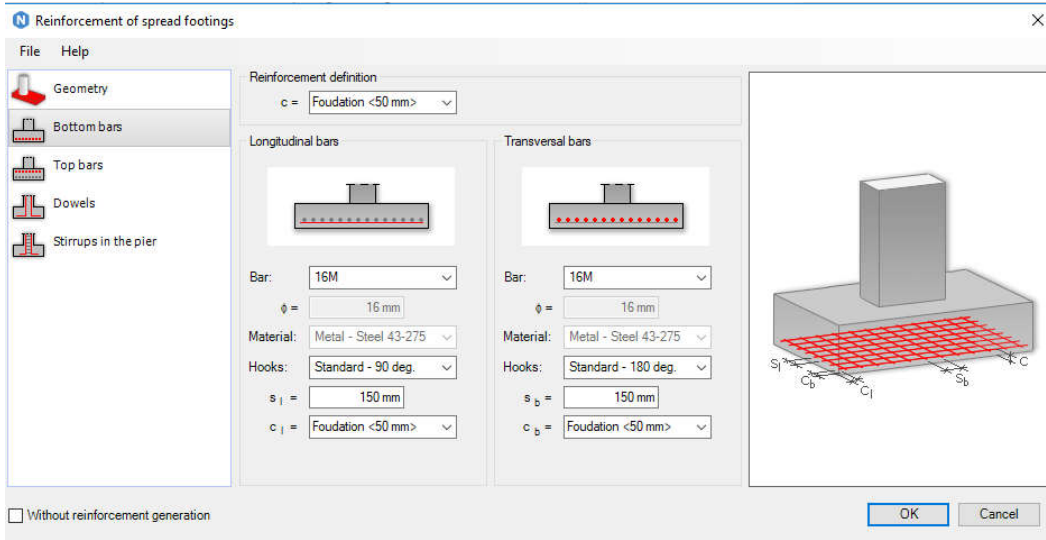 Reinforcement of spread footings
File Help
Geometry
Bottom bars
Top bars
Dowels
Stirrups in the pier
Reinforcement definition
c = Foudation <50 mm>
Longitudinal bars
Bar: 16M
ϕ = 16 mm
Material: Metal - Steel 43-275
Hooks: Standard - 90 deg.
s l = 150 mm
c l = Foudation <50 mm>
Transversal bars
Bar: 16M
ϕ = 16 mm
Material: Metal - Steel 43-275
Hooks: Standard - 180 deg.
s b = 150 mm
c b = Foudation <50 mm>
Sl
Cb
Cl
Sb
C
Without reinforcement generation
OK Cancel